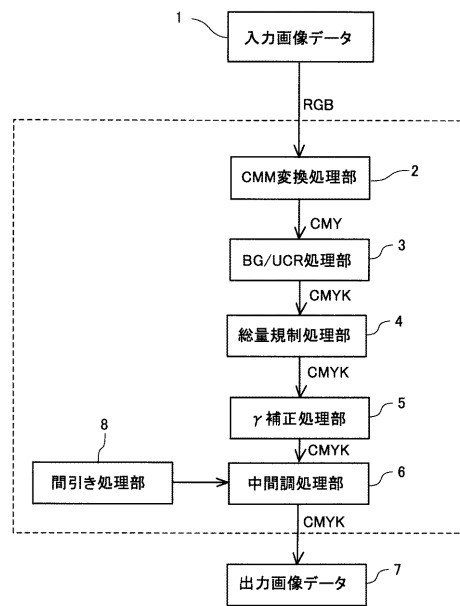 1
入力画像データ
RGB
CMM変換処理部
2
CMY
BG/UCR処理部
3
CMYK
総量規制処理部
4
CMYK
γ補正処理部
5
CMYK
8
間引き処理部
中間調処理部
6
CMYK
出力画像データ
7